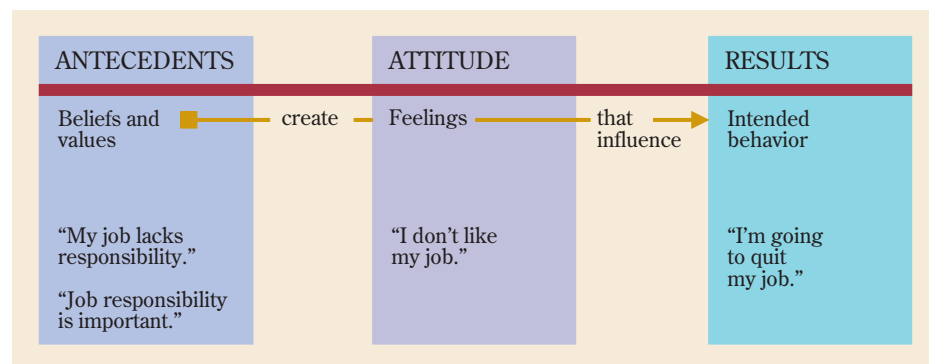 ANTECEDENTS
ATTITUDE
RESULTS
Beliefs and
values
create
Feelings
that
influence
Intended
behavior
“My job lacks
responsibility.”
“Job responsibility
is important.”
“I don’t like
my job.”
“I’m going
to quit
my job.”